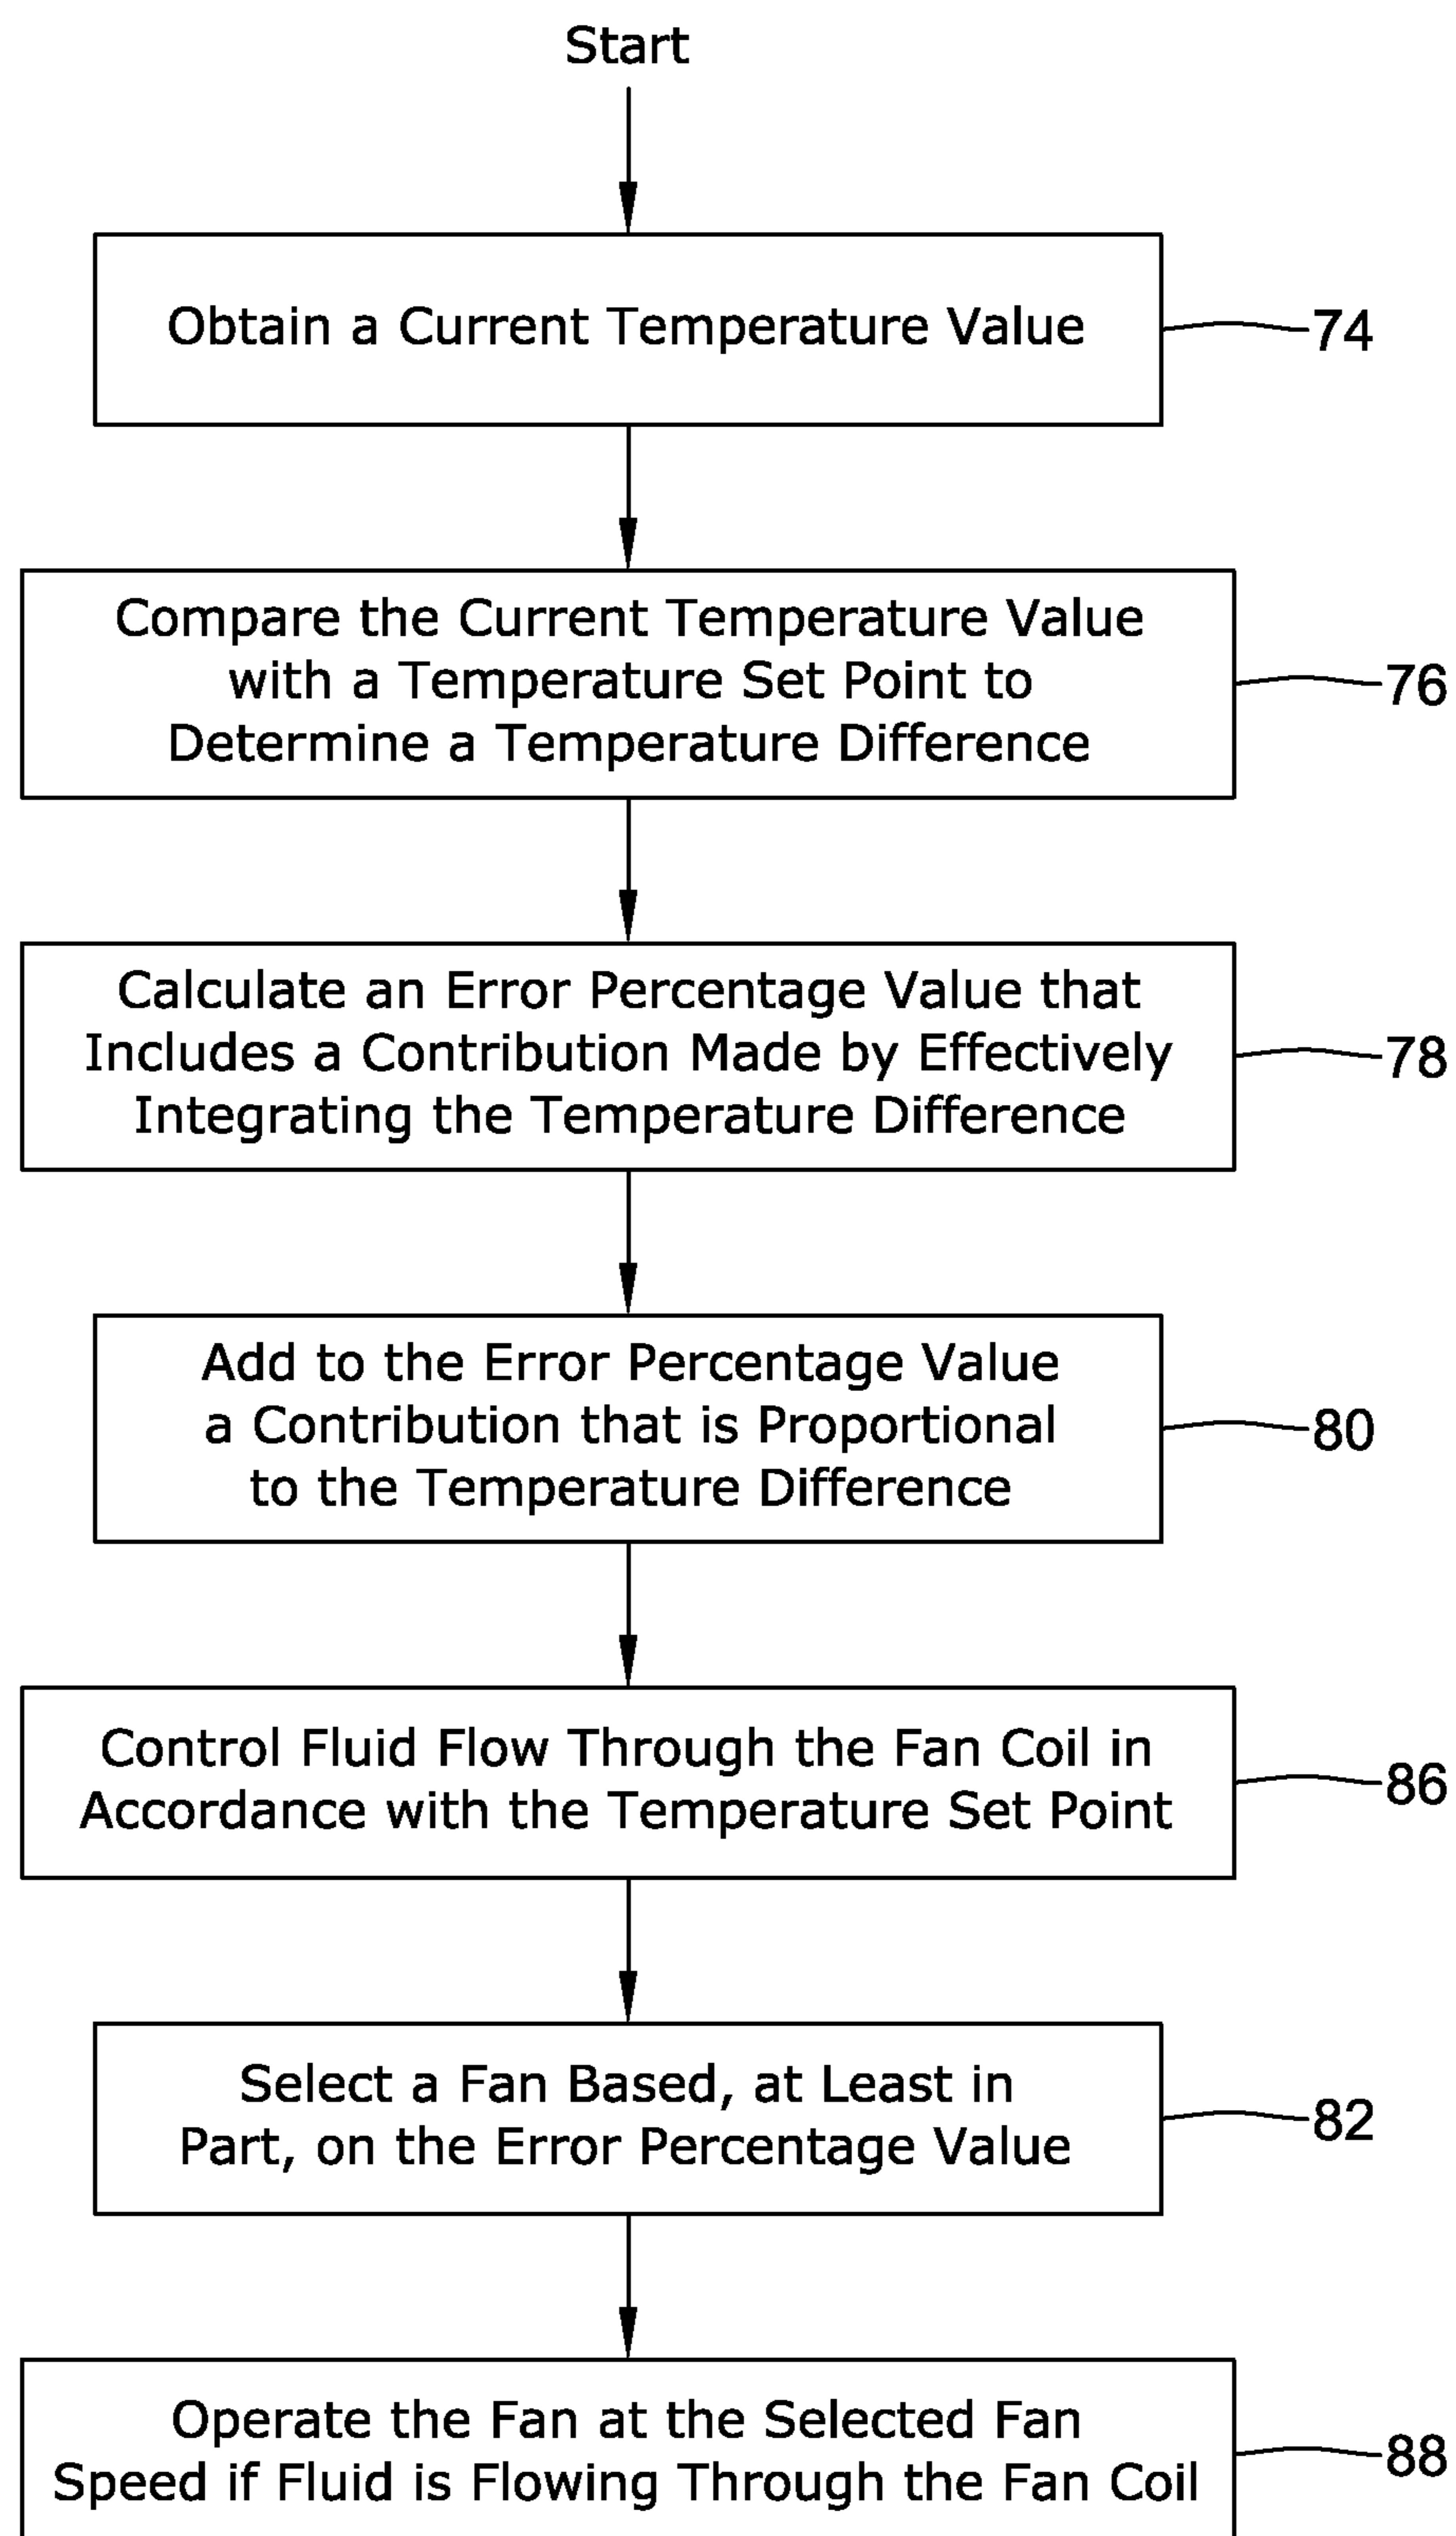 Start
Obtain a Current Temperature Value
74
Compare the Current Temperature Value
with a Temperature Set Point to
Determine a Temperature Difference
76
Calculate an Error Percentage Value that
Includes a Contribution Made by Effectively
Integrating the Temperature Difference
78
Add to the Error Percentage Value
a Contribution that is Proportional
to the Temperature Difference
80
Control Fluid Flow Through the Fan Coil in
Accordance with the Temperature Set Point
86
Select a Fan Based, at Least in
Part, on the Error Percentage Value
82
Operate the Fan at the Selected Fan
Speed if Fluid is Flowing Through the Fan Coil
88